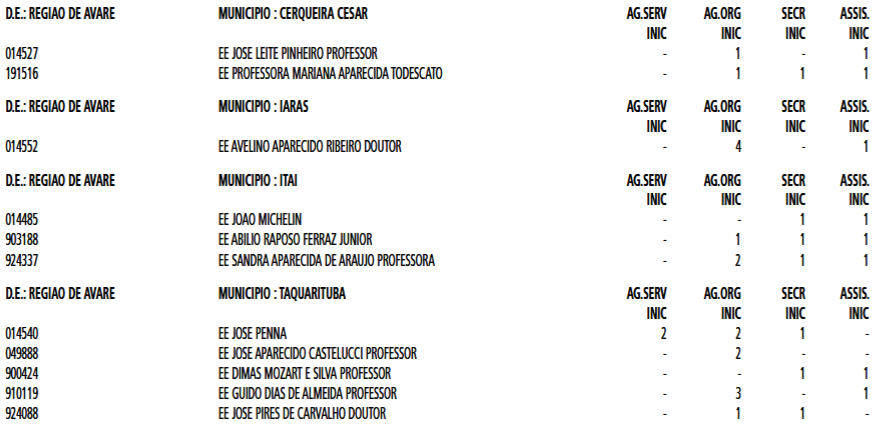 D.E.: REGIAO DE AVARE MUNICIPIO : CERQUEIRA CESAR AG.SERV AG.ORG SECR ASSIS.
INIC INIC INIC INIC
014527 EE JOSE LEITE PINHEIRO PROFESSOR - 1 - 1
191516 EE PROFESSORA MARIANA APARECIDA TODESCATO - 1 1 1
D.E.: REGIAO DE AVARE MUNICIPIO : IARAS AG.SERV AG.ORG SECR ASSIS.
INIC INIC INIC INIC
014552 EE AVELINO APARECIDO RIBEIRO DOUTOR - 4 - 1
D.E.: REGIAO DE AVARE MUNICIPIO : ITAI AG.SERV AG.ORG SECR ASSIS.
INIC INIC INIC INIC
014485 EE JOAO MICHELIN - - 1 1
903188 EE ABILIO RAPOSO FERRAZ JUNIOR - 1 1 1
924337 EE SANDRA APARECIDA DE ARAUJO PROFESSORA - 2 1 1
D.E.: REGIAO DE AVARE MUNICIPIO : TAQUARITUBA AG.SERV AG.ORG SECR ASSIS.
INIC INIC INIC INIC
014540 EE JOSE PENNA 2 2 1 -
049888 EE JOSE APARECIDO CASTELUCCI PROFESSOR - 2 - -
900424 EE DIMAS MOZART E SILVA PROFESSOR - - 1 1
910119 EE GUIDO DIAS DE ALMEIDA PROFESSOR - 3 - 1
924088 EE JOSE PIRES DE CARVALHO DOUTOR - 1 1 -